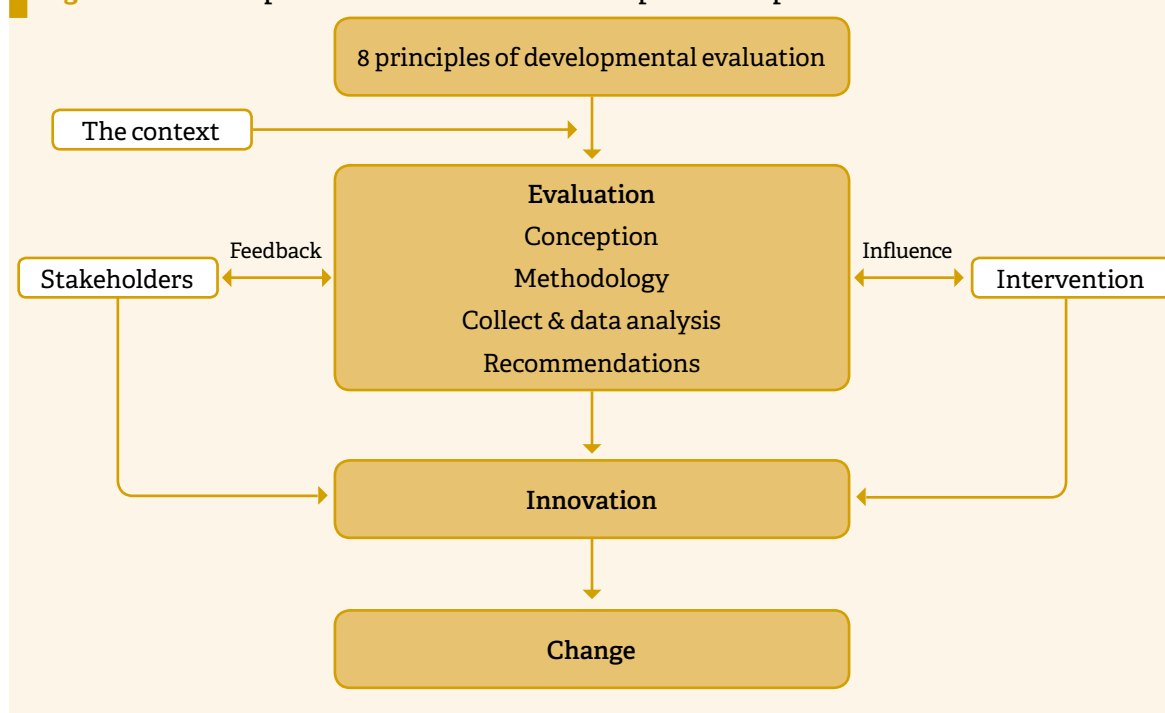 8 principles of developmental evaluation
The context
Evaluation
Conception
Methodology
Collect & data analysis
Recommendations
Feedback
Stakeholders
Influence
Intervention
Innovation
Change